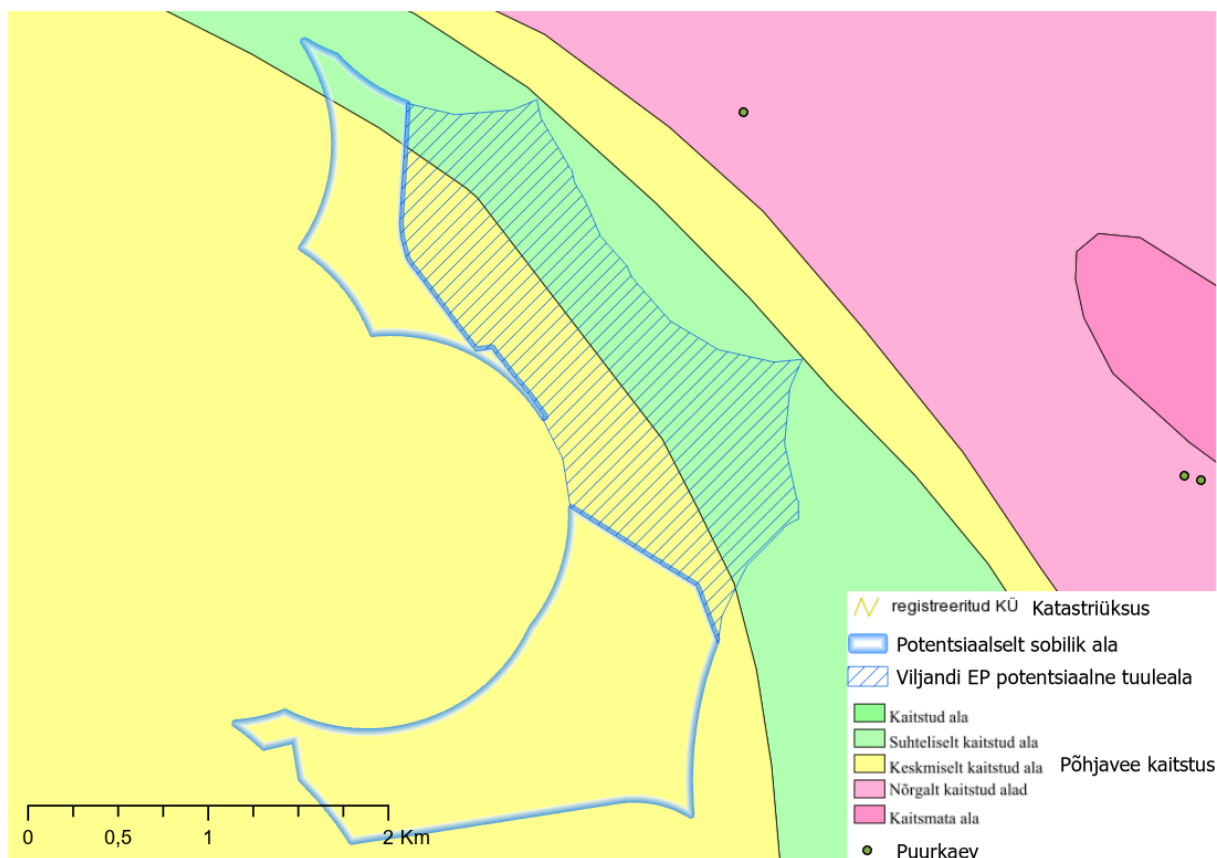 registreeritud KÜ Katastriüksus
Potentsiaalselt sobilik ala
Viljandi EP potentsiaalne tuuleala
Kaitstud ala
Suhteliselt kaitstud ala
Keskmiselt kaitstud ala Põhjavee kaitstus
Nõrgalt kaitstud alad
Kaitsmata ala
Puurkaev
0 0,5 1 2 Km